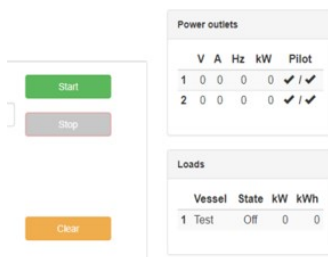 Start
Stop
Clear
Power outlets
V A Hz kW Pilot
1 0 0 0 0 ✔ / ✔
2 0 0 0 0 ✔ / ✔
Loads
Vessel State kW kWh
1 Test Off 0 0